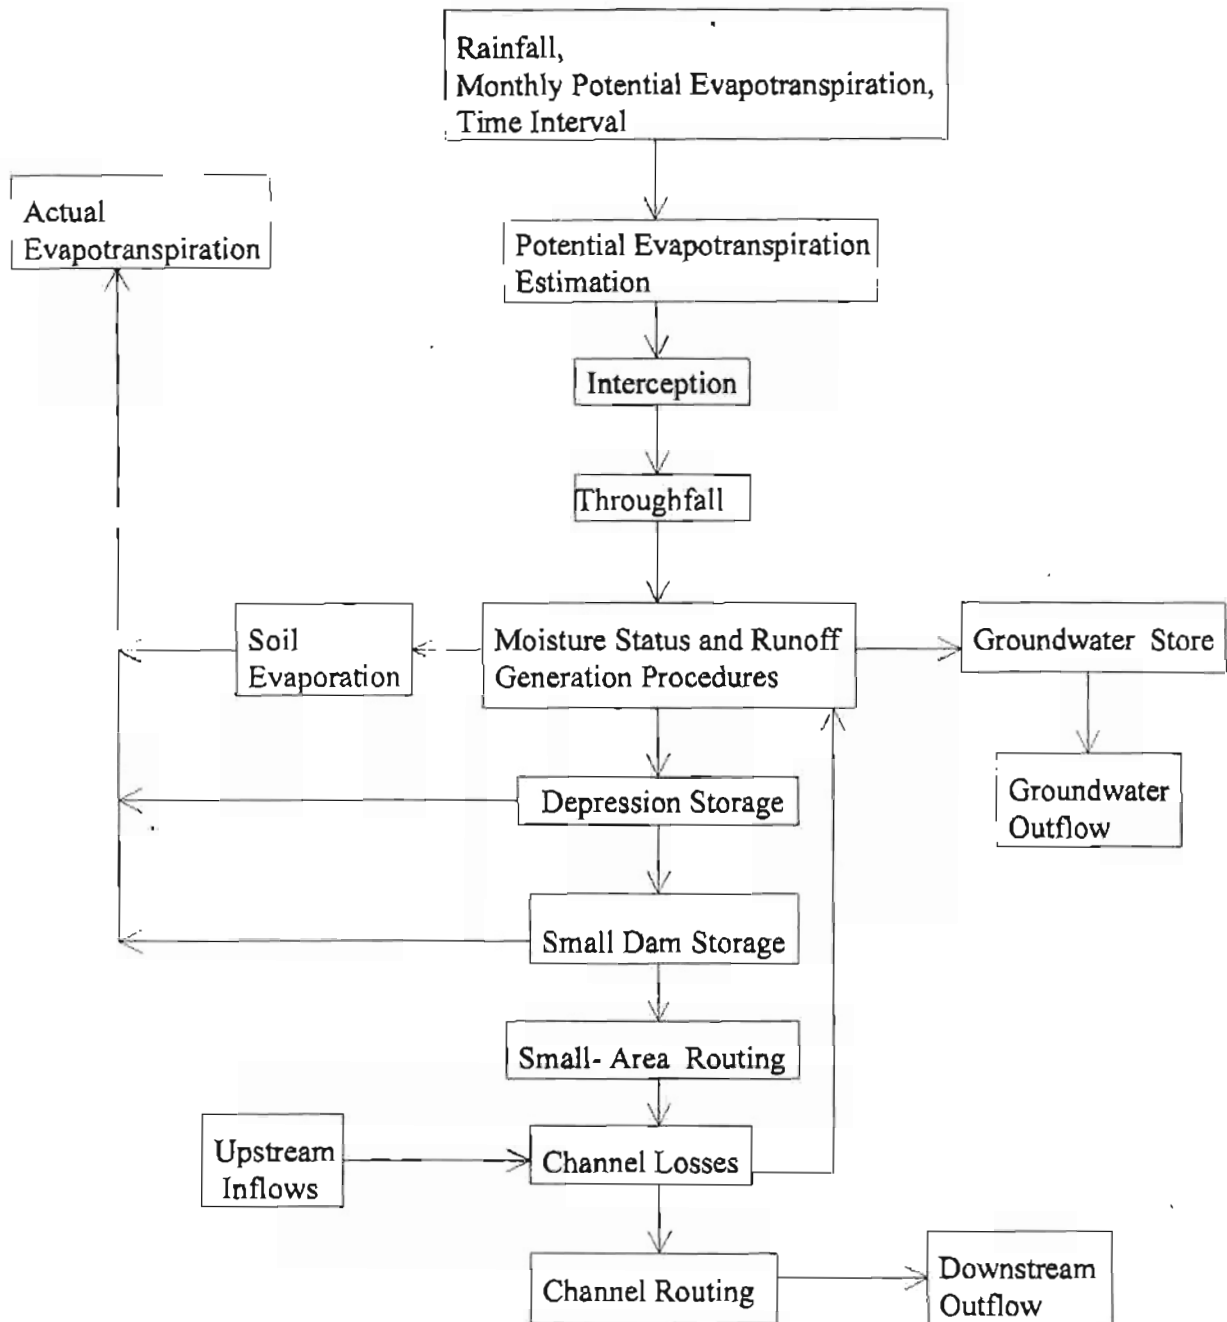 Rainfall,
Monthly Potential Evapotranspiration,
Time Interval
Actual
Evapotranspiration
Potential Evapotranspiration
Estimation
Interception
Throughfall
Soil
Evaporation
Moisture Status and Runoff
Generation Procedures
Groundwater Store
Depression Storage
Groundwater
Outflow
Small Dam Storage
Small- Area Routing
Upstream
Inflows
Channel Losses
Channel Routing
Downstream
Outflow